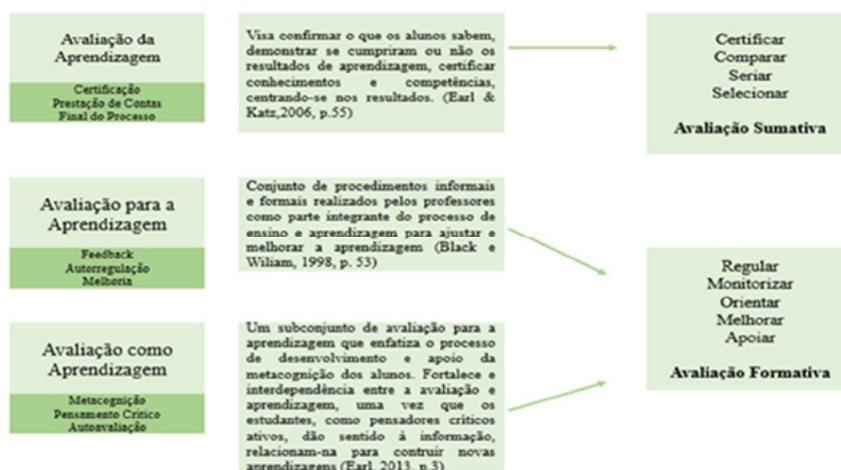 Avaliação da
Aprendizagem
Certificação
Prestação de Contas
Final do Processo
Visa confirmar o que os alunos sabem,
demonstrar se cumpriram ou não os
resultados de aprendizagem, certificar
conhecimentos e competências,
centrando-se nos resultados. (Earl &
Katz,2006, p.55)
Certificar
Comparar
Seriar
Selecionar
Avaliação Sumativa
Avaliação para a
Aprendizagem
Feedback
Autorregulação
Melhoria
Conjunto de procedimentos informais
e formais realizados pelos professores
como parte integrante do processo de
ensino e aprendizagem para ajustar e
melhorar a aprendizagem (Black e
Wiliam, 1998, p. 53)
Avaliação como
Aprendizagem
Metacognição
Pensamento Critico
Autoavaliação
Um subconjunto de avaliação para a
aprendizagem que enfatiza o processo
de desenvolvimento e apoio da
metacognição dos alunos. Fortalece e
interdependência entre a avaliação e
aprendizagem, uma vez que os
estudantes, como pensadores críticos
ativos, dão sentido á informação,
relacionam-na para contruir novas
aprendizagens (Earl, 2013, p.3)
Regular
Monitorizar
Orientar
Melhorar
Apoiar
Avaliação Formativa